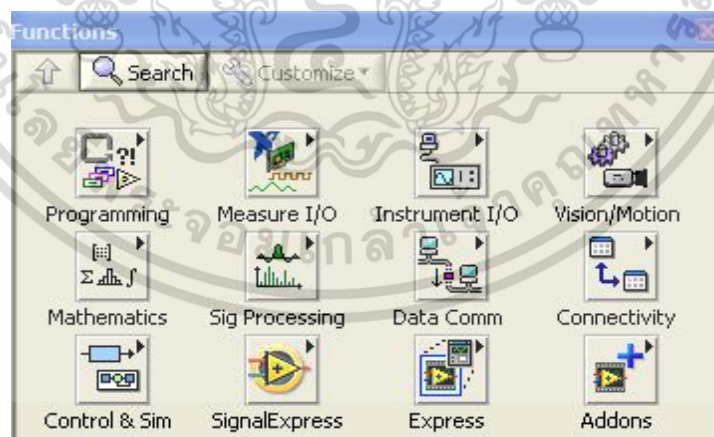 Functions
Search Customize
Programming Measure I/O Instrument I/O Vision/Motion
Mathematics Sig Processing Data Comm Connectivity
Control & Sim SignalExpress Express Addons